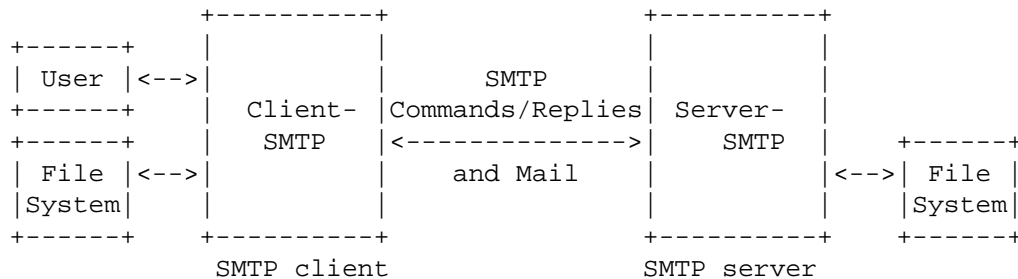 +----------+                +----------+
+------+       |          |                |          |
| User |<-->|          |      SMTP      |          |
+------+       | Client- |Commands/Replies| Server- |
+------+       |   SMTP   |<-------------->|   SMTP   |       +------+
| File |<-->|          |    and Mail    |          |<-->| File |
|System|       |          |                |          |       |System|
+------+       +----------+                +----------+       +------+
                SMTP client                 SMTP server